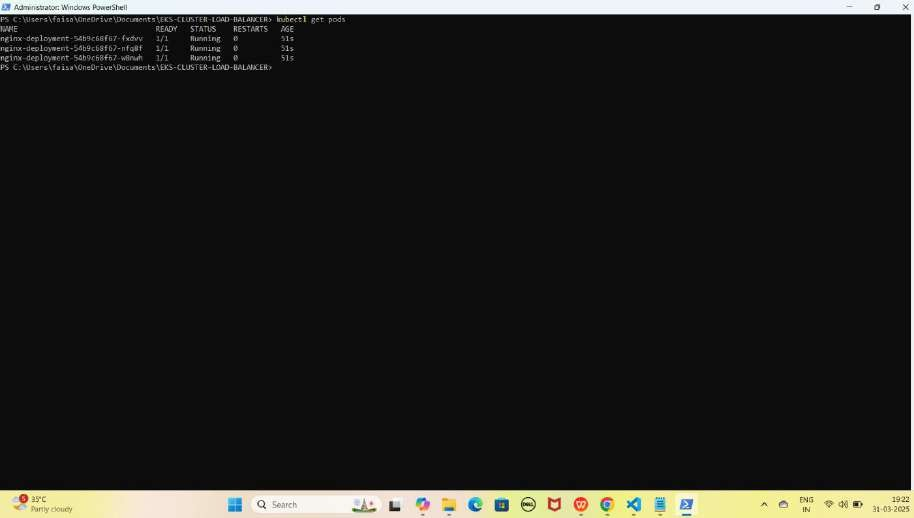 Administrator: Windows PowerShell
PS C:\Users\faisa\OneDrive\Documents\EKS-CLUSTER-LOAD-BALANCER> kubectl get pods
NAME READY STATUS RESTARTS AGE
nginx-deployment-54b9c68f67-fxdvv 1/1 Running 0 51s
nginx-deployment-54b9c68f67-nfq8f 1/1 Running 0 51s
nginx-deployment-54b9c68f67-w8nwh 1/1 Running 0 51s
PS C:\Users\faisa\OneDrive\Documents\EKS-CLUSTER-LOAD-BALANCER>
5
35°C
Partly cloudy
Search
DELL
ENG
IN
19:22
31-03-2025